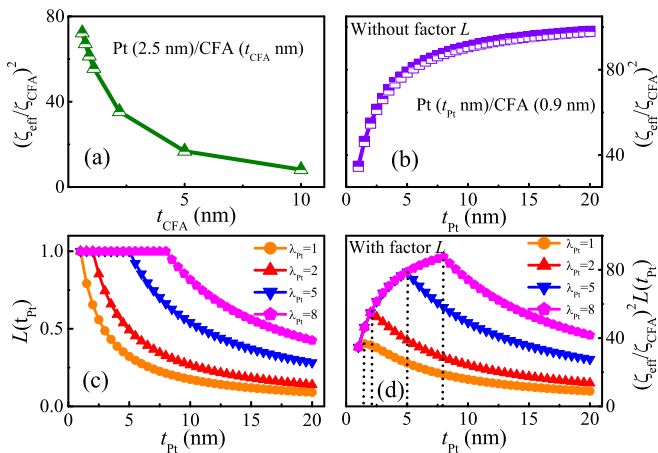 (ζeff/ζCFA)²
80
40
0
Pt (2.5 nm)/CFA (tCFA nm)
(a)
5
10
tCFA (nm)
Without factor L
Pt (tPt nm)/CFA (0.9 nm)
(b)
80
40
(ζeff/ζCFA)²
0
5
10
15
20
tPt (nm)
L(tPt)
1.0
0.5
0.0
λPt=1
λPt=2
λPt=5
λPt=8
(c)
0
5
10
15
20
tPt (nm)
With factor L
λPt=1
λPt=2
λPt=5
λPt=8
(d)
80
40
0
(ζeff/ζCFA)²L(tPt)
0
5
10
15
20
tPt (nm)